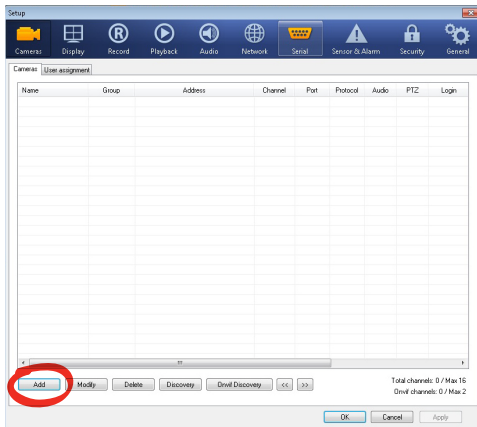 Setup
Cameras Display Record Playback Audio Network Serial Sensor & Alarm Security General
Cameras User assignment
Name Group Address Channel Port Protocol Audio PTZ Login
Add Modify Delete Discovery Onvif Discovery << >>
Total channels: 0 / Max 16
Onvif channels: 0 / Max 2
OK Cancel Apply